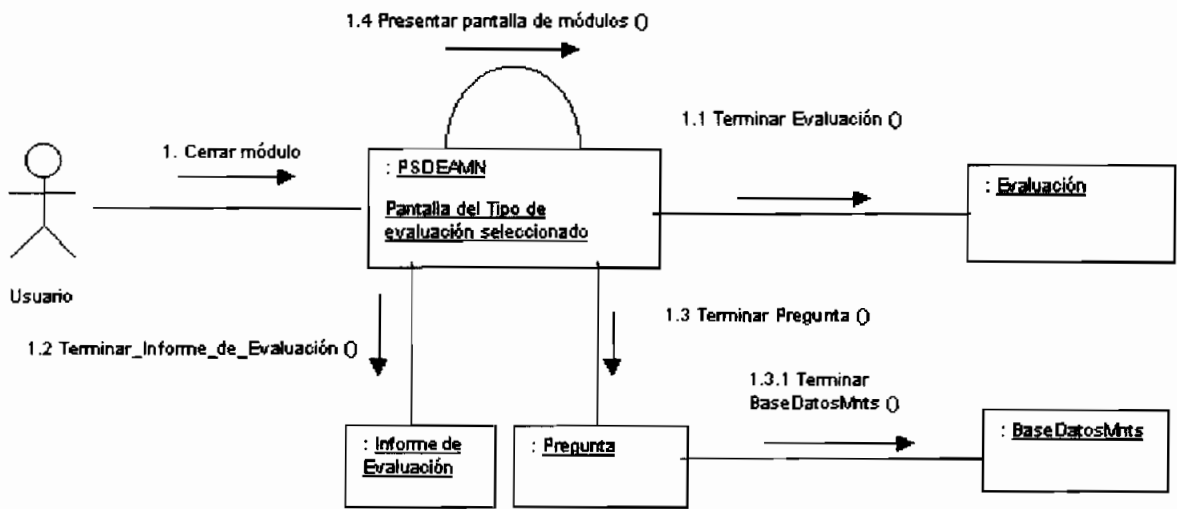 1.4 Presentar pantalla de módulos ()
1.1 Terminar Evaluación ()
1. Cerrar módulo
: PSDEAMN
Pantalla del Tipo de
evaluación seleccionado
: Evaluación
Usuario
1.2 Terminar_Informe_de_Evaluación ()
1.3 Terminar Pregunta ()
1.3.1 Terminar
BaseDatosMnts ()
: Informe de
Evaluación
: Pregunta
: BaseDatosMnts